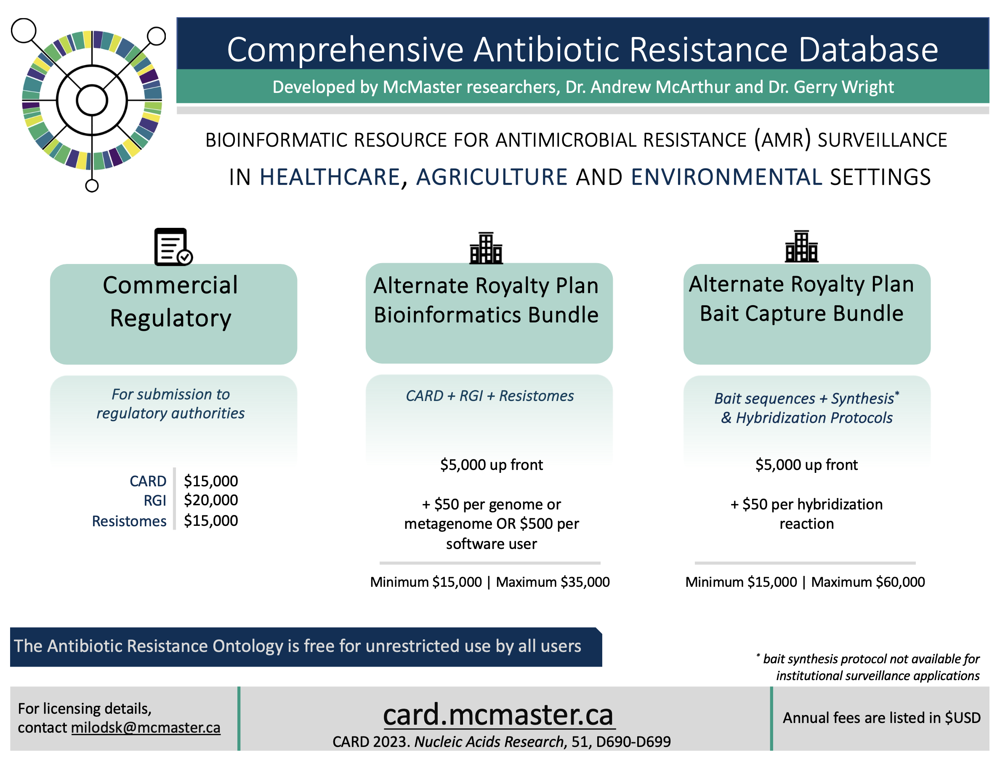 Comprehensive Antibiotic Resistance Database
Developed by McMaster researchers, Dr. Andrew McArthur and Dr. Gerry Wright
BIOINFORMATIC RESOURCE FOR ANTIMICROBIAL RESISTANCE (AMR) SURVEILLANCE
IN HEALTHCARE, AGRICULTURE AND ENVIRONMENTAL SETTINGS
Commercial
Regulatory
For submission to
regulatory authorities
CARD $15,000
RGI $20,000
Resistomes $15,000
Alternate Royalty Plan
Bioinformatics Bundle
CARD + RGI + Resistomes
$5,000 up front
+ $50 per genome or
metagenome OR $500 per
software user
Minimum $15,000 | Maximum $35,000
Alternate Royalty Plan
Bait Capture Bundle
Bait sequences + Synthesis*
& Hybridization Protocols
$5,000 up front
+ $50 per hybridization
reaction
Minimum $15,000 | Maximum $60,000
The Antibiotic Resistance Ontology is free for unrestricted use by all users
* bait synthesis protocol not available for
institutional surveillance applications
For licensing details,
contact milodsk@mcmaster.ca
card.mcmaster.ca
CARD 2023. Nucleic Acids Research, 51, D690-D699
Annual fees are listed in $USD